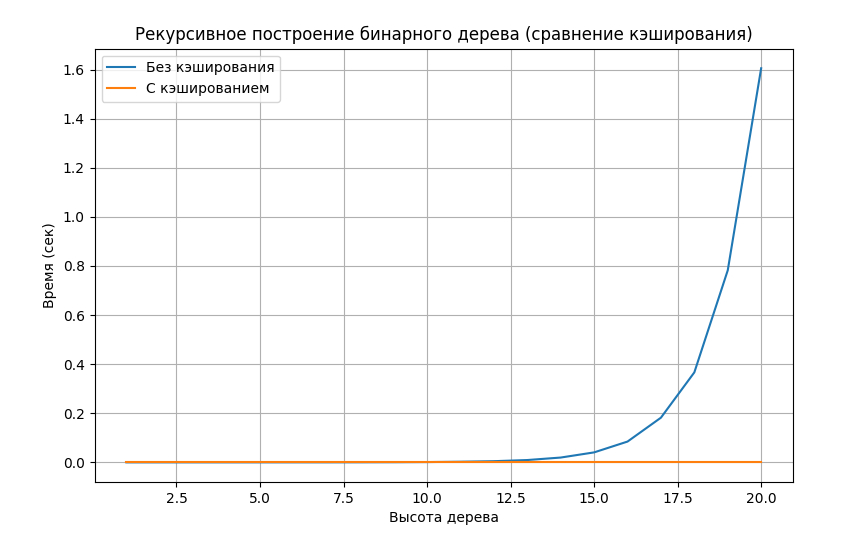 Рекурсивное построение бинарного дерева (сравнение кэширования)
Без кэширования
С кэшированием
1.6
1.4
1.2
1.0
0.8
0.6
0.4
0.2
0.0
Время (сек)
2.5 5.0 7.5 10.0 12.5 15.0 17.5 20.0
Высота дерева